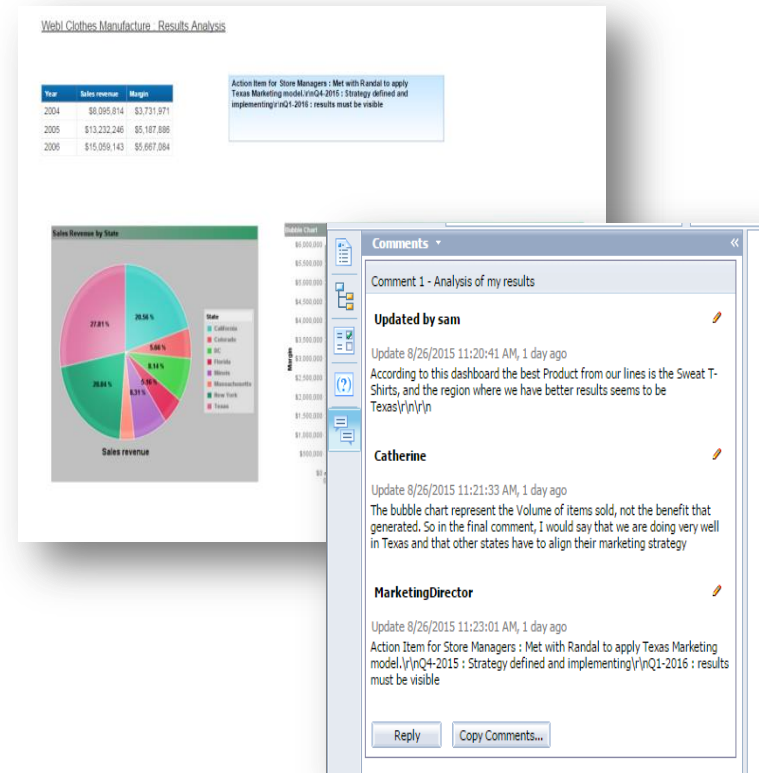 WebI Clothes Manufacture : Results Analysis
Year Sales revenue Margin
2004 $8,095,814 $3,731,971
2005 $13,232,246 $5,187,886
2006 $15,059,143 $5,667,084
Action Item for Store Managers : Met with Randal to apply
Texas Marketing model.\r\nQ4-2015 : Strategy defined and
implementing\r\nQ1-2016 : results must be visible
Sales Revenue by State
27.81 %
20.56 %
5.66 %
8.14 %
5.16 %
8.31 %
20.84 %
Sales revenue
State
California
Colorado
DC
Florida
Illinois
Massachusetts
New York
Texas
Bubble Chart
Margin
$6,000,000
$5,500,000
$5,000,000
$4,500,000
$4,000,000
$3,500,000
$3,000,000
$2,500,000
$2,000,000
$1,500,000
$1,000,000
$500,000
$0
Comments
Comment 1 - Analysis of my results
Updated by sam
Update 8/26/2015 11:20:41 AM, 1 day ago
According to this dashboard the best Product from our lines is the Sweat T-
Shirts, and the region where we have better results seems to be
Texas\r\n\r\n
Catherine
Update 8/26/2015 11:21:33 AM, 1 day ago
The bubble chart represent the Volume of items sold, not the benefit that
generated. So in the final comment, I would say that we are doing very well
in Texas and that other states have to align their marketing strategy
MarketingDirector
Update 8/26/2015 11:23:01 AM, 1 day ago
Action Item for Store Managers : Met with Randal to apply Texas Marketing
model.\r\nQ4-2015 : Strategy defined and implementing\r\nQ1-2016 : results
must be visible
Reply
Copy Comments...